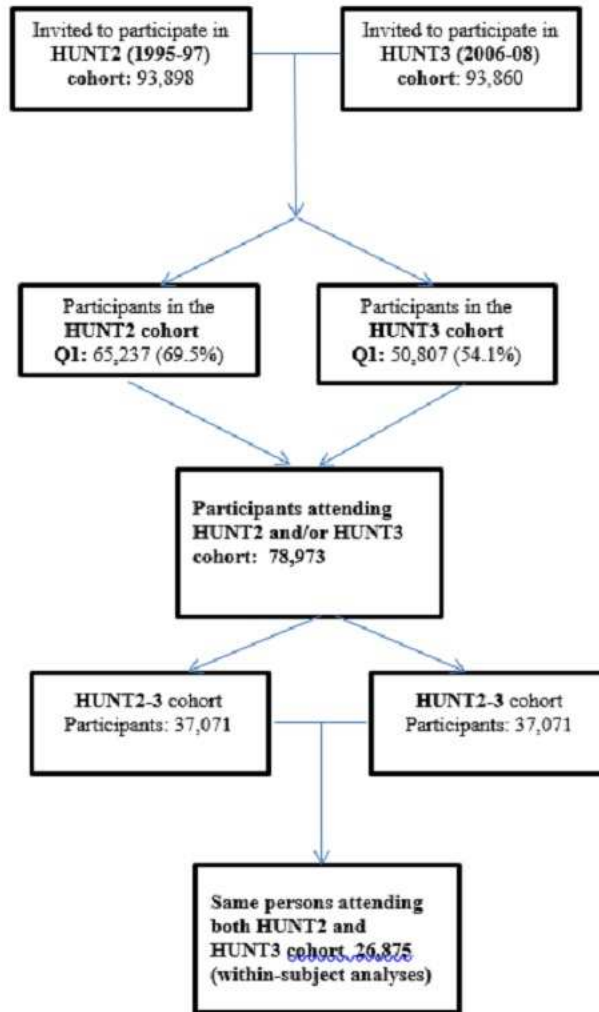 Invited to participate in
HUNT2 (1995-97)
cohort: 93,898
Invited to participate in
HUNT3 (2006-08)
cohort: 93,860
Participants in the
HUNT2 cohort
Q1: 65,237 (69.5%)
Participants in the
HUNT3 cohort
Q1: 50,807 (54.1%)
Participants attending
HUNT2 and/or HUNT3
cohort: 78,973
HUNT2-3 cohort
Participants: 37,071
HUNT2-3 cohort
Participants: 37,071
Same persons attending
both HUNT2 and
HUNT3 cohort 26,875
(within-subject analyses)